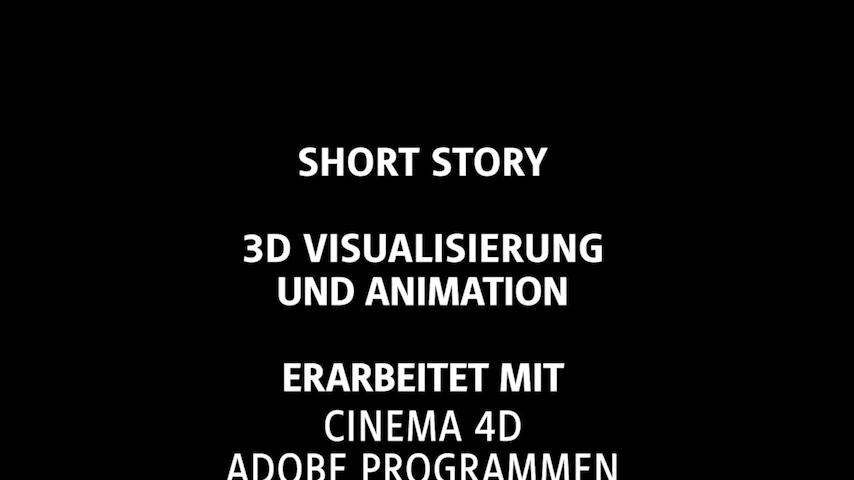 SHORT STORY
3D VISUALISIERUNG
UND ANIMATION
ERARBEITET MIT
CINEMA 4D
ADOBE PROGRAMMEN